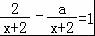 2/(x+2) - a/(x+2) = 1